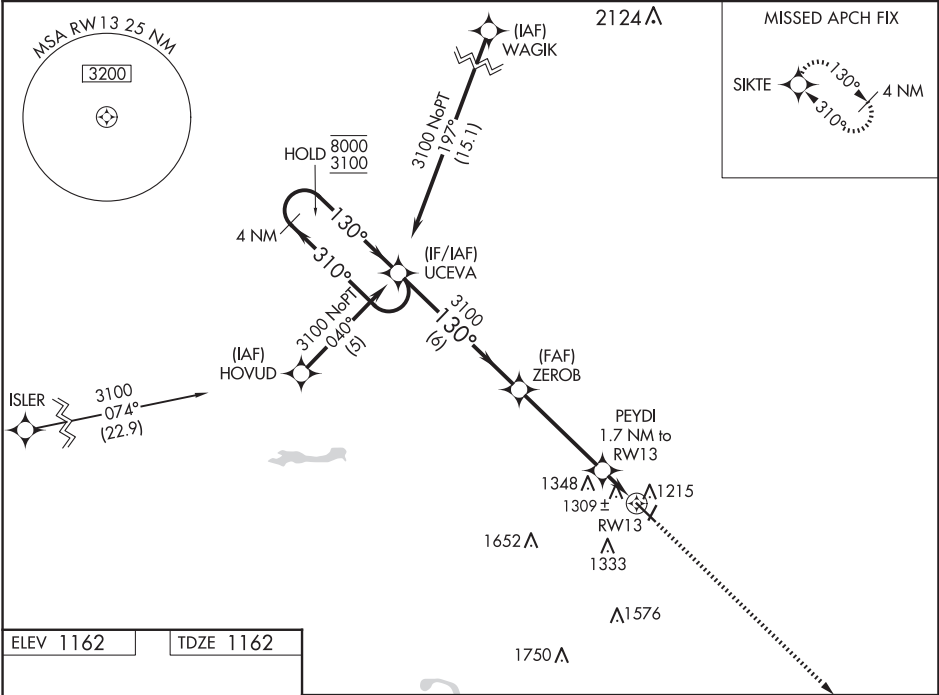 MSA RW13 25 NM
3200
(IAF)
WAGIK
2124
MISSED APCH FIX
SIKTE
130°
310°
4 NM
3100 NoPT
197°
(15.1)
HOLD
8000
3100
4 NM
130°
310°
(IF/IAF)
UCEVA
3100 NoPT
040°
(5)
3100
130°
(6)
(IAF)
HOVUD
(FAF)
ZEROB
ISLER
3100
074°
(22.9)
PEYDI
1.7 NM to
RW13
1348
1309 ±
1215
RW13
1652
1333
1576
1750
ELEV 1162
TDZE 1162